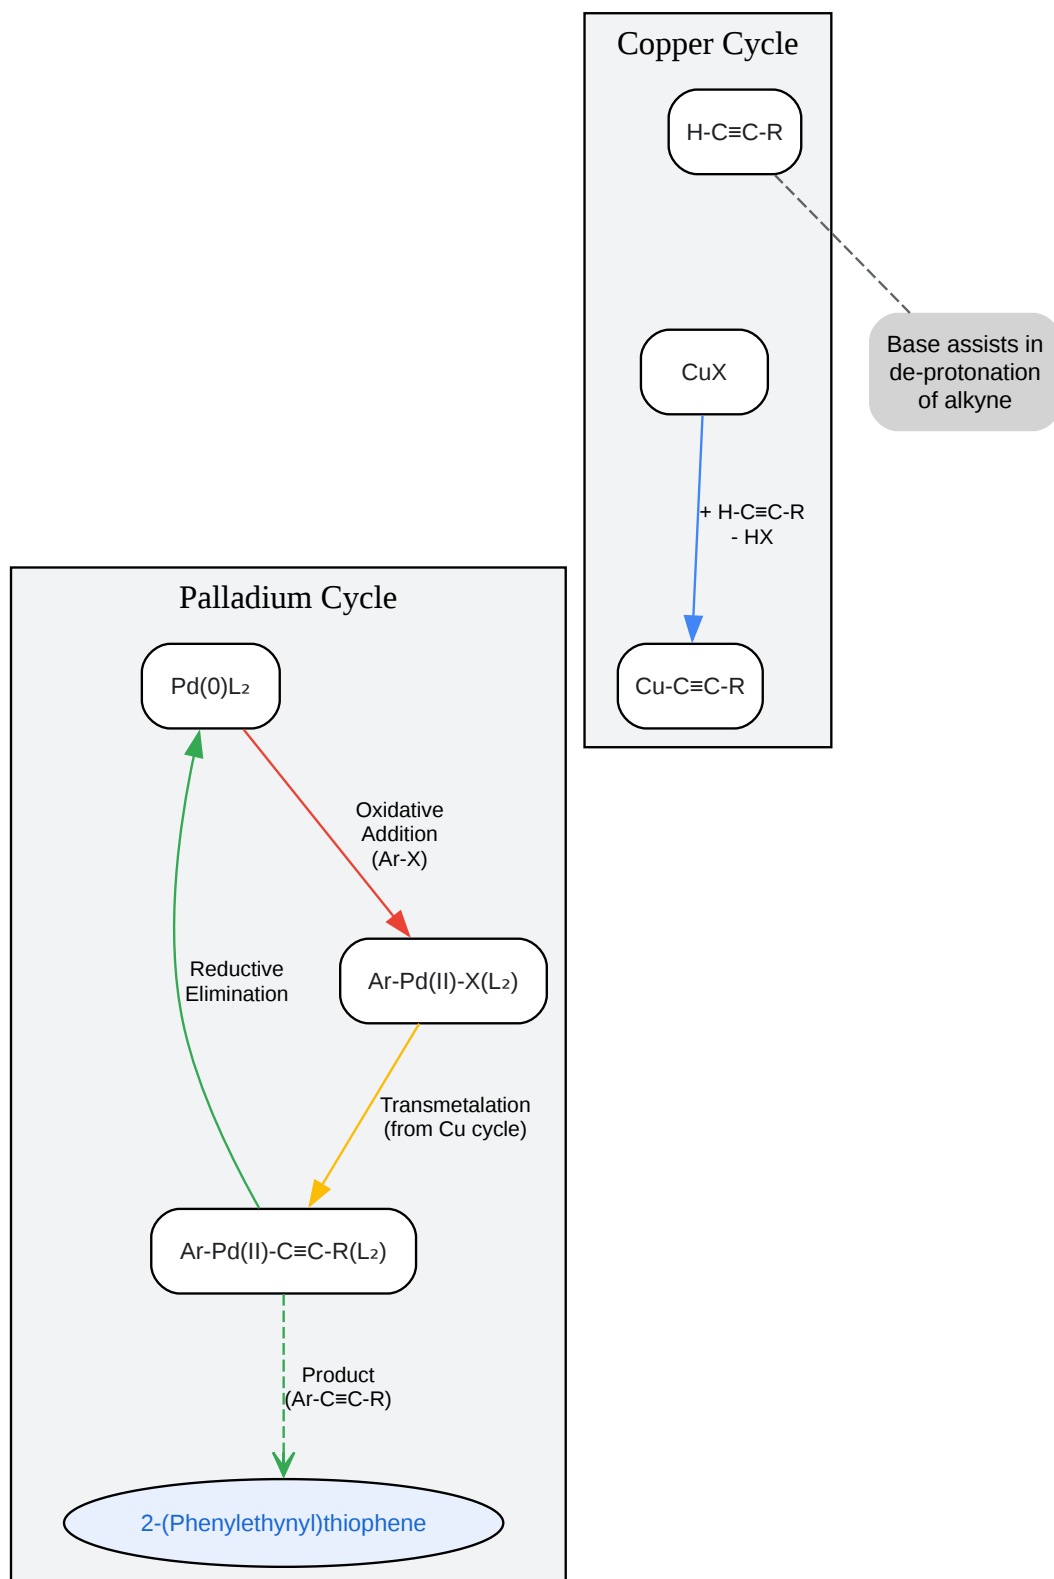 Copper Cycle
H-C≡C-R
Base assists in
de-protonation
of alkyne
CuX
+ H-C≡C-R
- HX
Cu-C≡C-R
Palladium Cycle
Pd(0)L₂
Oxidative
Addition
(Ar-X)
Reductive
Elimination
Ar-Pd(II)-X(L₂)
Transmetalation
(from Cu cycle)
Ar-Pd(II)-C≡C-R(L₂)
Product
(Ar-C≡C-R)
2-(Phenylethynyl)thiophene